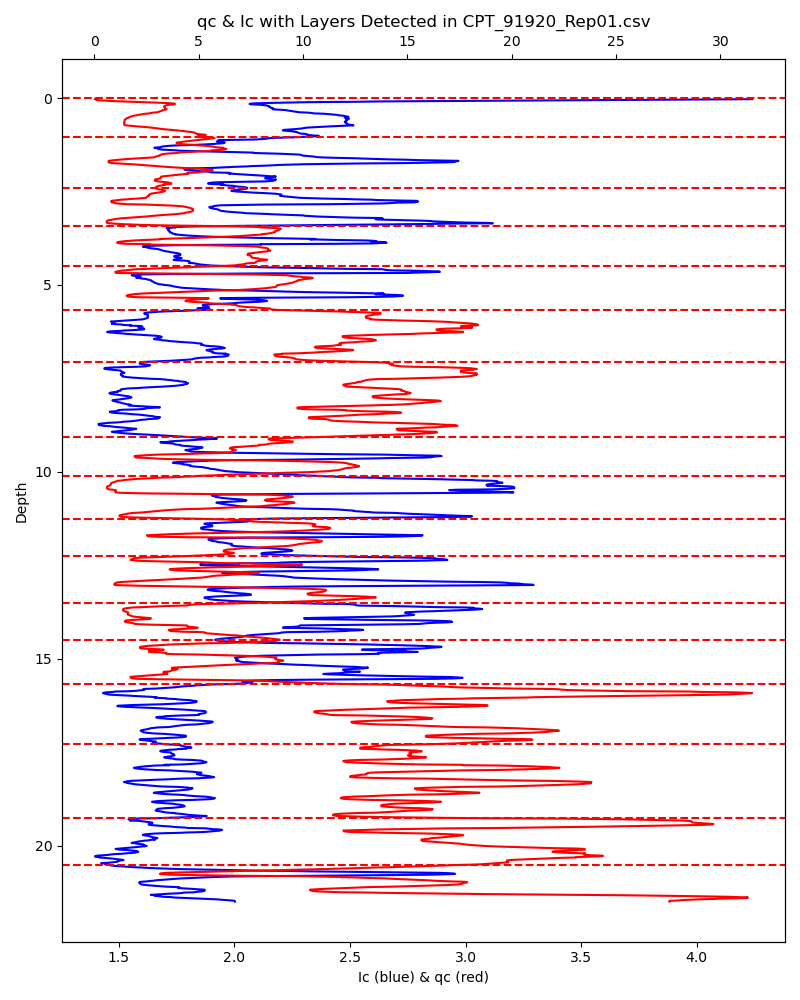 qc & Ic with Layers Detected in CPT_91920_Rep01.csv
0 5 10 15 20 25 30
0
5
10
15
20
Depth
1.5 2.0 2.5 3.0 3.5 4.0
Ic (blue) & qc (red)